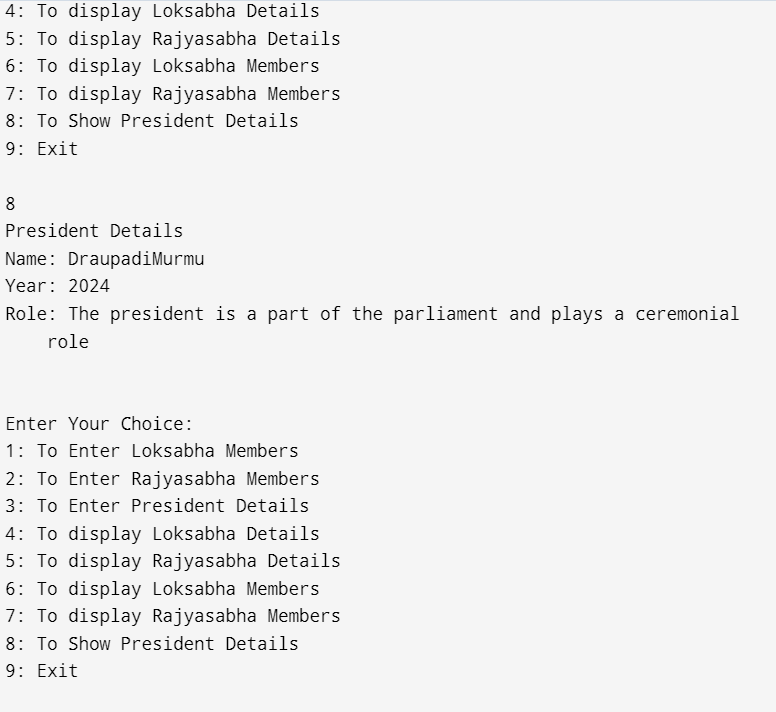 4: To display Loksabha Details
5: To display Rajyasabha Details
6: To display Loksabha Members
7: To display Rajyasabha Members
8: To Show President Details
9: Exit
8
President Details
Name: DraupadiMurmu
Year: 2024
Role: The president is a part of the parliament and plays a ceremonial
role
Enter Your Choice:
1: To Enter Loksabha Members
2: To Enter Rajyasabha Members
3: To Enter President Details
4: To display Loksabha Details
5: To display Rajyasabha Details
6: To display Loksabha Members
7: To display Rajyasabha Members
8: To Show President Details
9: Exit